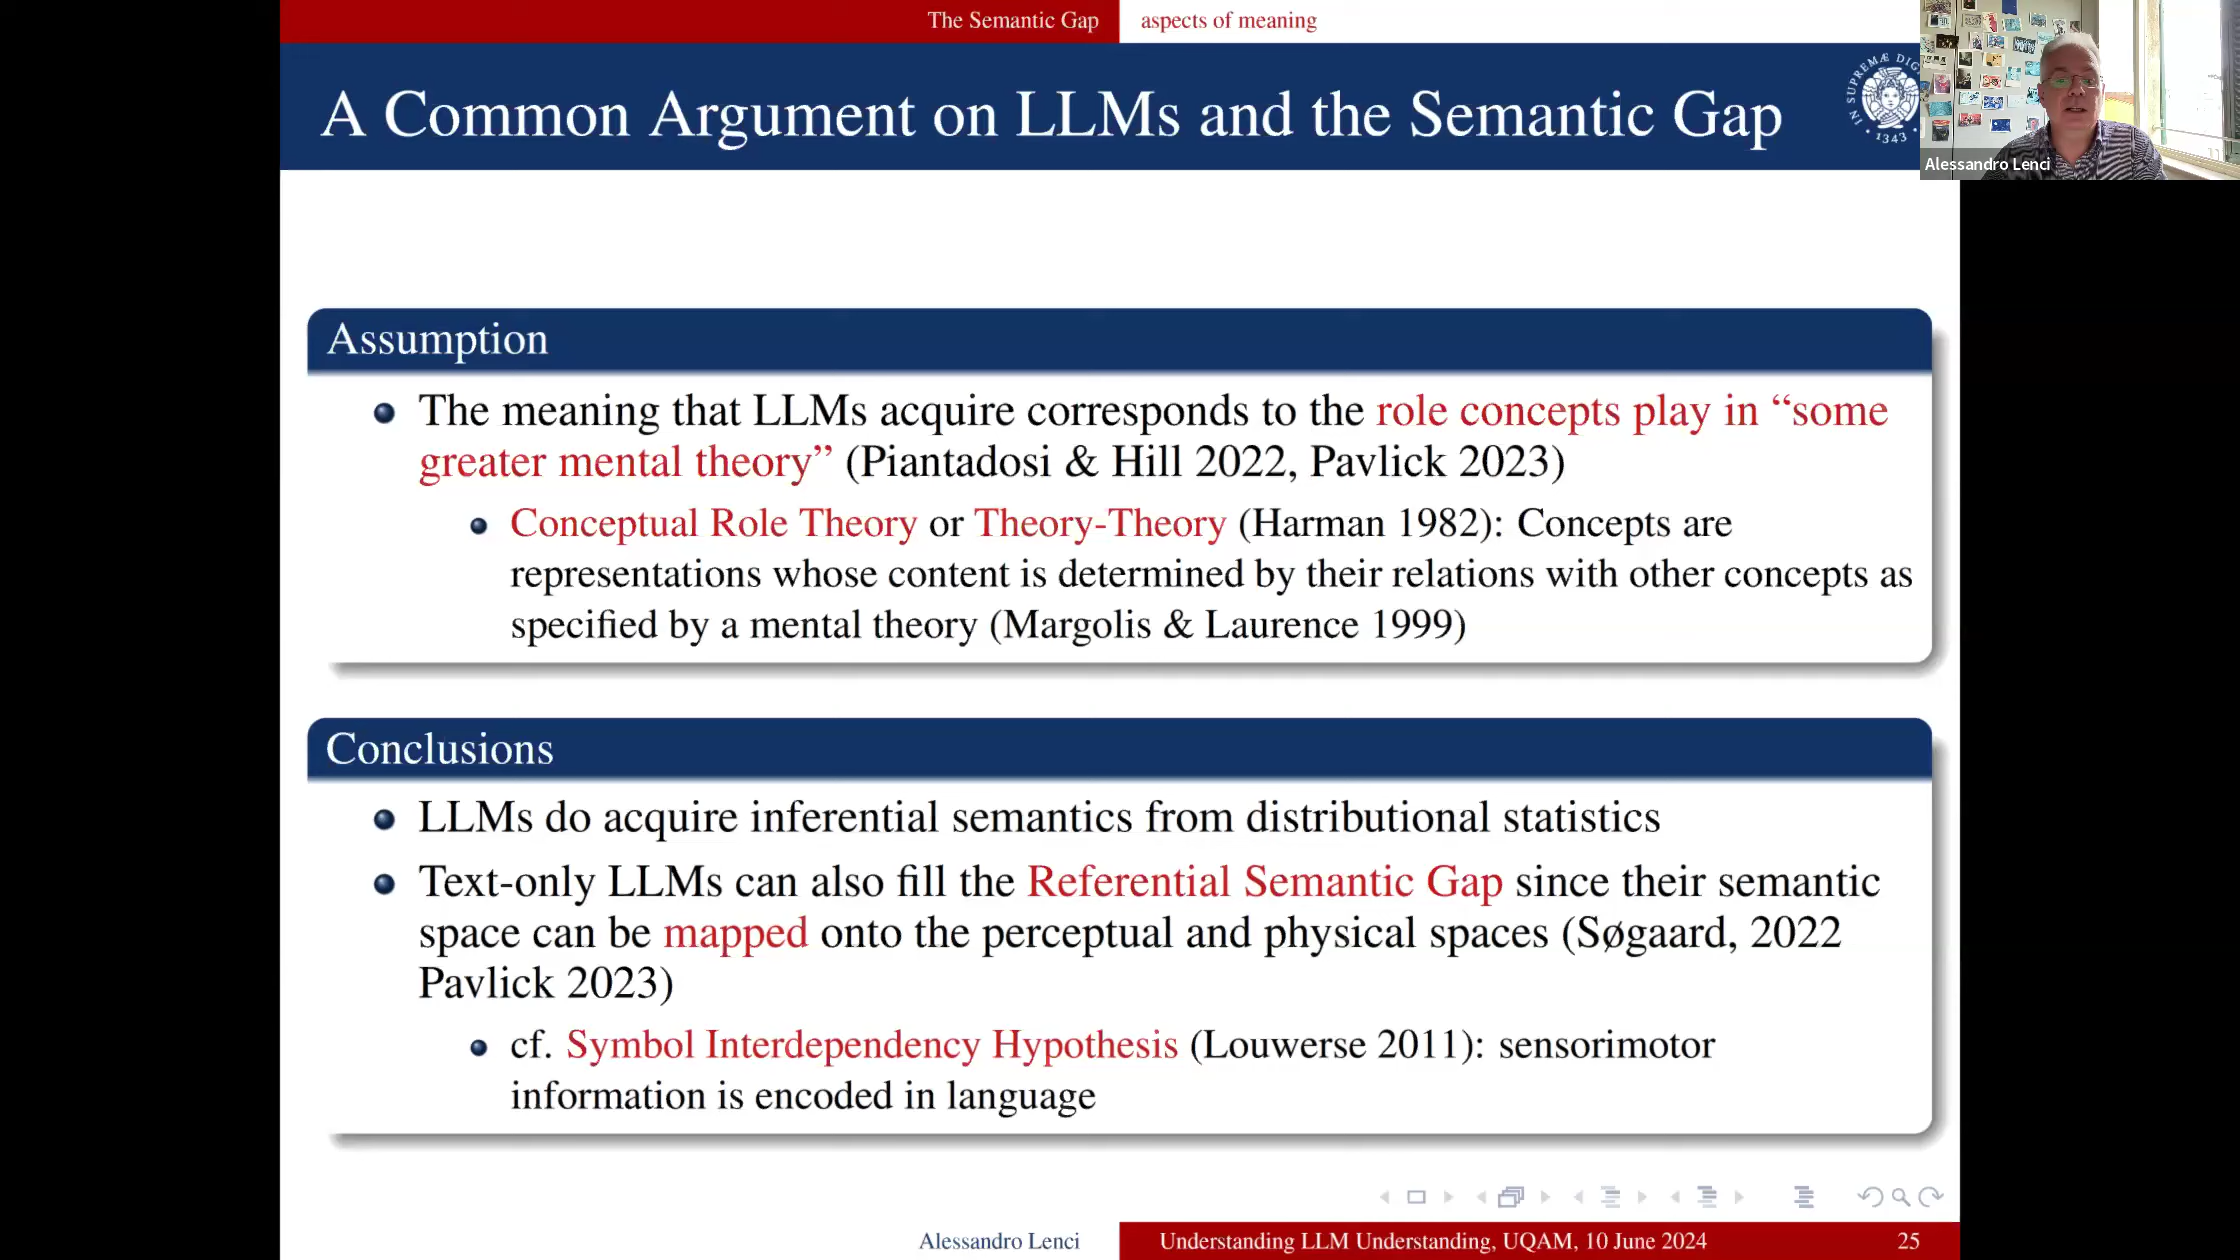 The Semantic Gap aspects of meaning
A Common Argument on LLMs and the Semantic Gap
IN SUPREMÆ DIG
• 1343 •
Alessandro Lenci
Assumption
The meaning that LLMs acquire corresponds to the role concepts play in “some
greater mental theory” (Piantadosi & Hill 2022, Pavlick 2023)
Conceptual Role Theory or Theory-Theory (Harman 1982): Concepts are
representations whose content is determined by their relations with other concepts as
specified by a mental theory (Margolis & Laurence 1999)
Conclusions
LLMs do acquire inferential semantics from distributional statistics
Text-only LLMs can also fill the Referential Semantic Gap since their semantic
space can be mapped onto the perceptual and physical spaces (Søgaard, 2022
Pavlick 2023)
cf. Symbol Interdependency Hypothesis (Louwerse 2011): sensorimotor
information is encoded in language
Alessandro Lenci Understanding LLM Understanding, UQAM, 10 June 2024 25